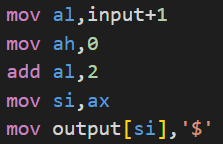 mov al,input+1
mov ah,0
add al,2
mov si,ax
mov output[si],'$'